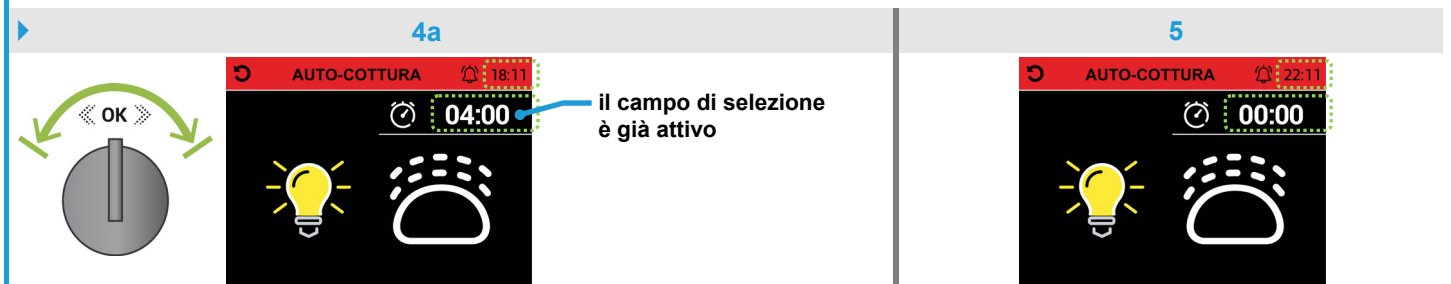 4a
5
OK
AUTO-COTTURA 18:11
04:00
il campo di selezione
è già attivo
AUTO-COTTURA 22:11
00:00